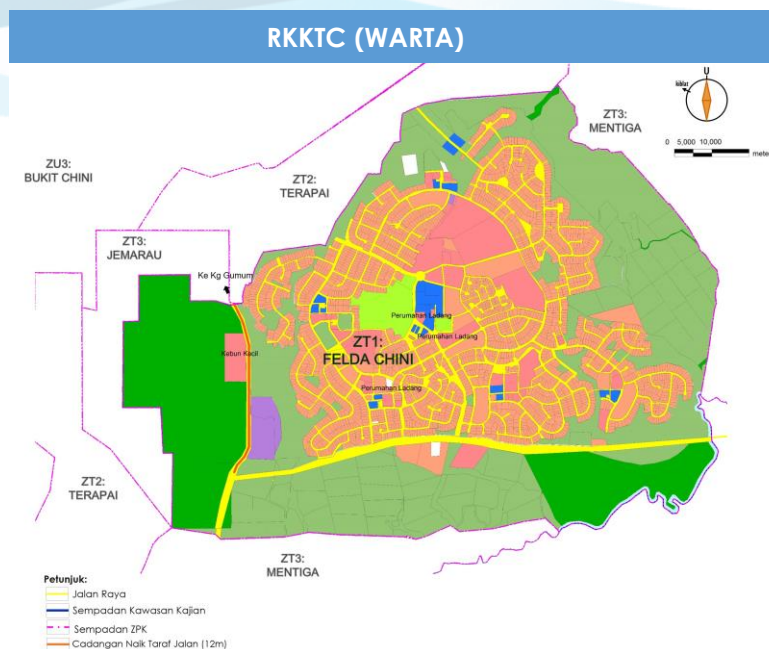 RKKTC (WARTA)
U
0 5,000 10,000
mete
ZT3:
MENTIGA
ZU3:
BUKIT CHINI
ZT2:
TERAPAI
ZT3:
JEMARAU
Ke Kg Gumum
Perumahan Ladang
Perumahan Ladang
ZT1:
FELDA CHINI
Kebun Kecil
Perumahan Ladang
ZT2:
TERAPAI
ZT3:
MENTIGA
Petunjuk:
Jalan Raya
Sempadan Kawasan Kajian
Sempadan ZPK
Cadangan Naik Taraf Jalan (12m)